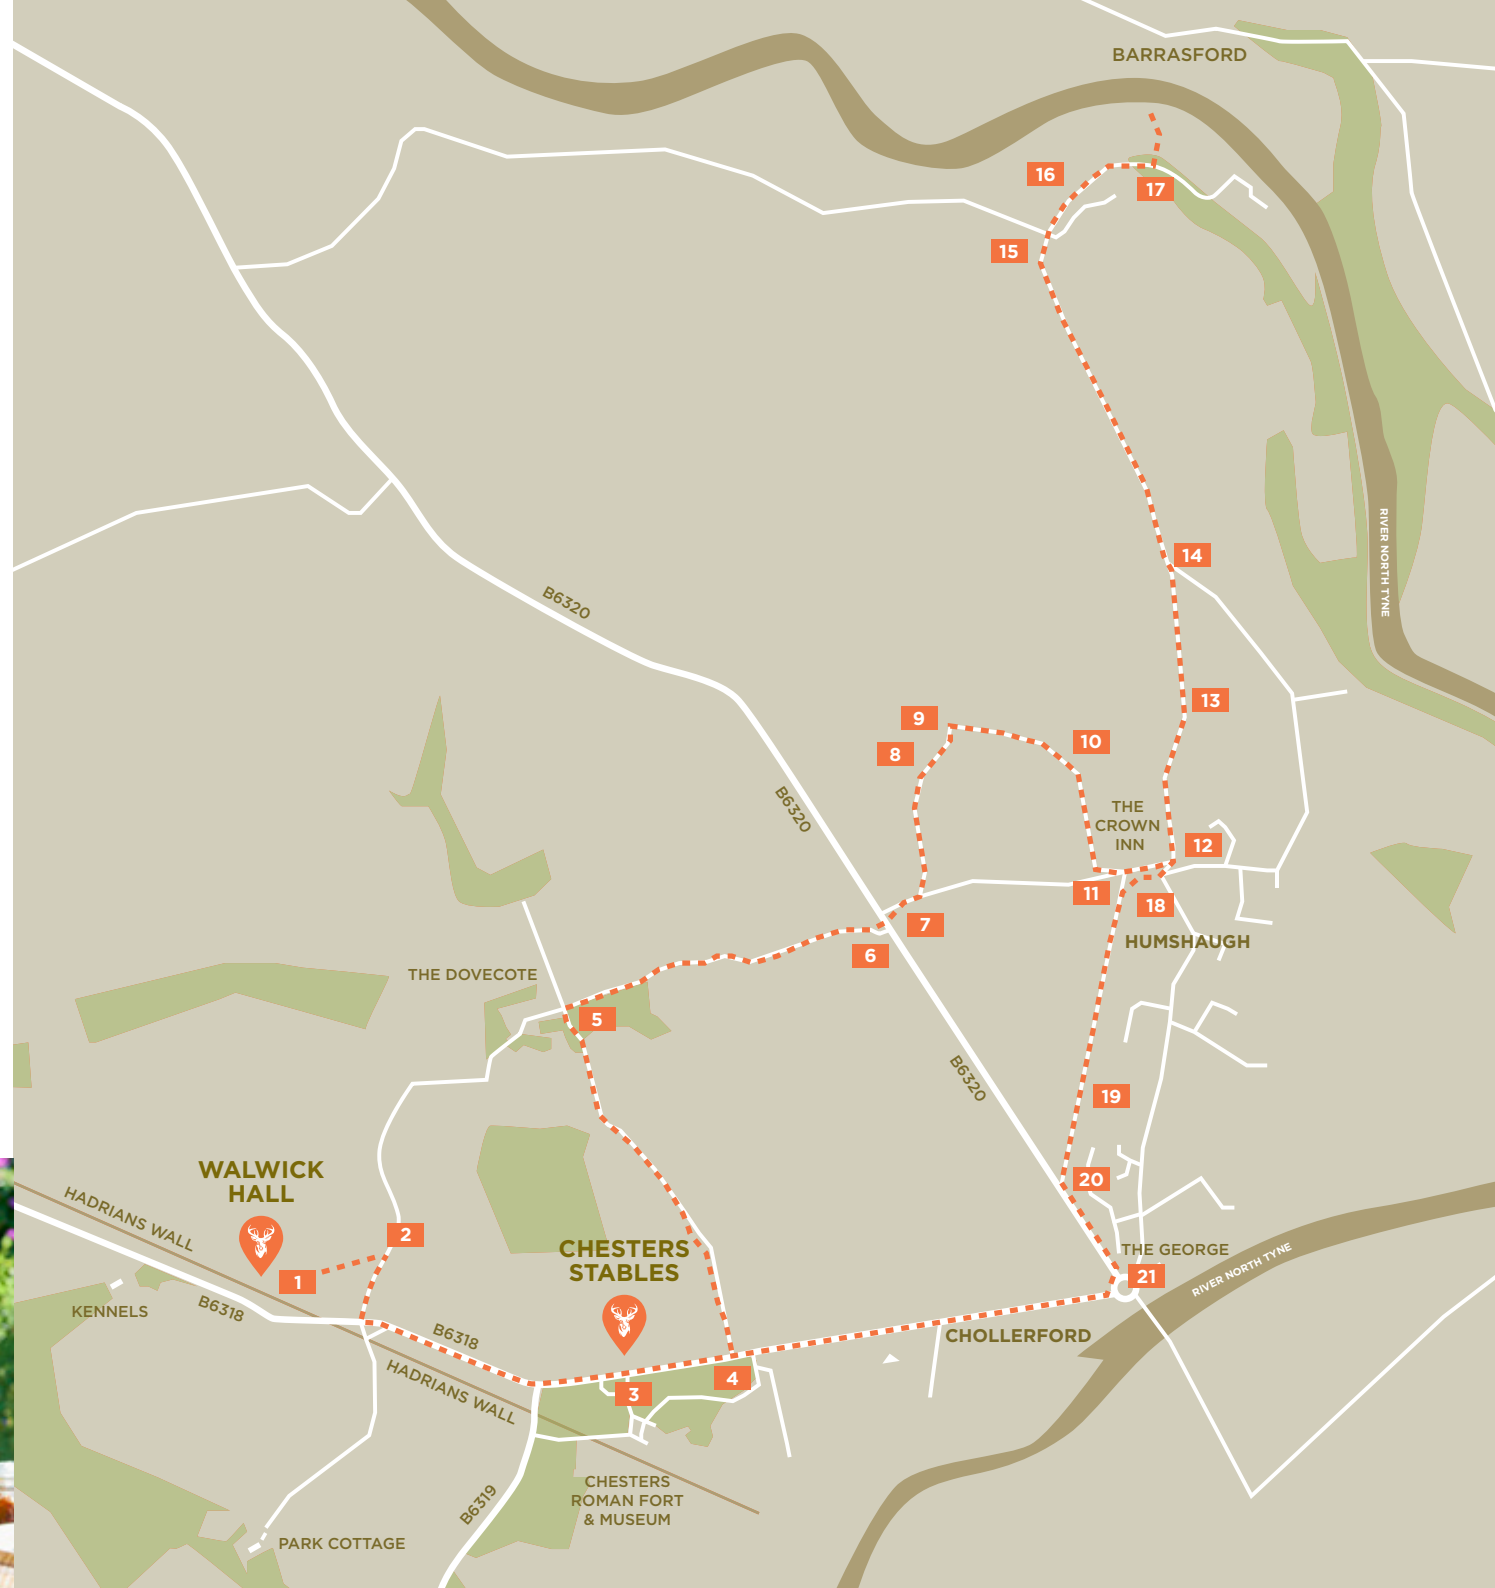 BARRASFORD
16
17
15
RIVER NORTH TYNE
14
B6320
13
9
10
8
B6320
THE
CROWN
INN
12
11
18
7
HUMSHAUGH
6
THE DOVECOTE
5
B6320
19
WALWICK
HALL
20
HADRIANS WALL
2
CHESTERS
STABLES
THE GEORGE
RIVER NORTH TYNE
1
21
KENNELS
B6318
B6318
CHOLLERFORD
HADRIANS WALL
4
3
CHESTERS
ROMAN FORT
& MUSEUM
B6319
PARK COTTAGE